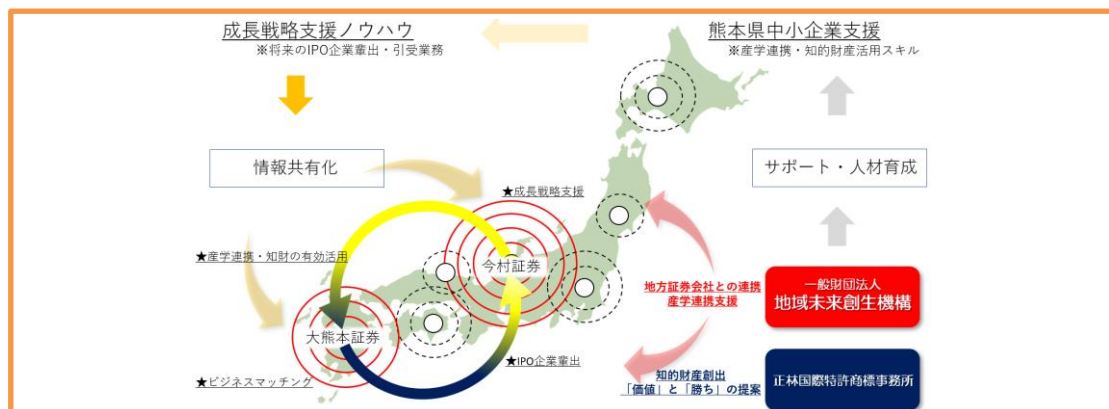 成長戦略支援ノウハウ
※将来のIPO企業輩出・引受業務
熊本県中小企業支援
※産学連携・知的財産活用スキル
情報共有化
サポート・人材育成
★成長戦略支援
★産学連携・知財の有効活用
今村証券
地方証券会社との連携
産学連携支援
一般財団法人
地域未来創生機構
大熊本証券
★IPO企業輩出
★ビジネスマッチング
知的財産創出
「価値」と「勝ち」の提案
正林国際特許商標事務所